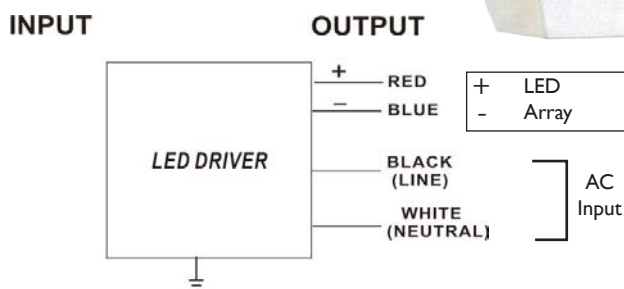 INPUT
OUTPUT
+ RED
– BLUE
+ LED
- Array
LED DRIVER
BLACK
(LINE)
WHITE
(NEUTRAL)
AC
Input